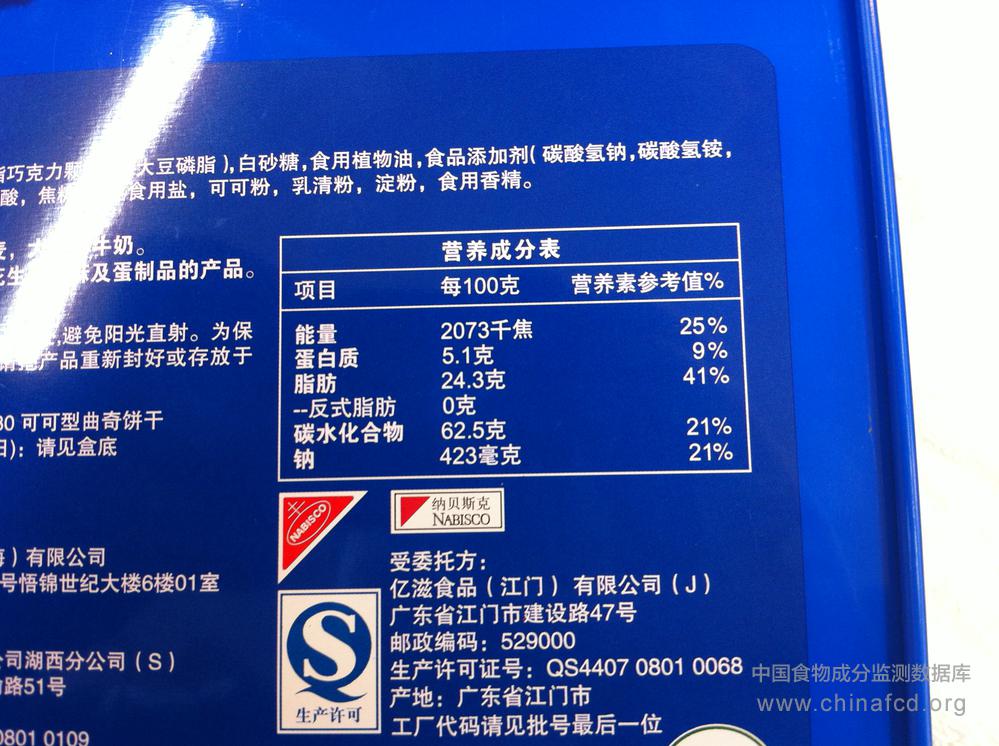 脂巧克力颗 大豆磷脂),白砂糖,食用植物油,食品添加剂(碳酸氢钠,碳酸氢铵,
酸，焦 食用盐，可可粉，乳清粉，淀粉，食用香精。
牛奶。
及蛋制品的产品。
避免阳光直射。为保
产品重新封好或存放于
80 可可型曲奇饼干
日)：请见盒底
海）有限公司
号悟锦世纪大楼6楼01室
公司湖西分公司（S）
路51号
0801 0109
营养成分表
项目 每100克 营养素参考值%
能量 2073千焦 25%
蛋白质 5.1克 9%
脂肪 24.3克 41%
--反式脂肪 0克
碳水化合物 62.5克 21%
钠 423毫克 21%
NABISCO
纳贝斯克
NABISCO
QS
生产许可
受委托方：
亿滋食品（江门）有限公司（J）
广东省江门市建设路47号
邮政编码：529000
生产许可证号：QS4407 0801 0068
产地：广东省江门市
工厂代码请见批号最后一位
中国食物成分监测数据库
www.chinafcd.org